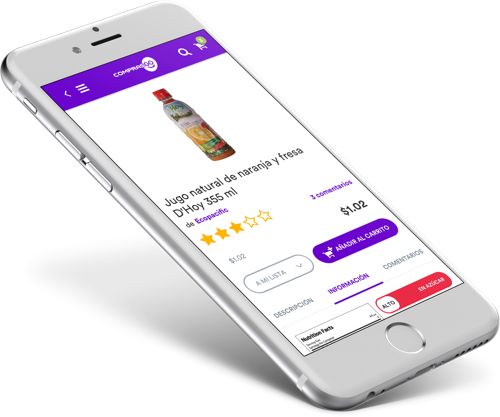 COMPRAGOO
Jugo natural de naranja y fresa
D'Hoy 355 ml
de Ecopacific
3 comentarios
$1.02
$1.02
A MI LISTA
AÑADIR AL CARRITO
DESCRIPCIÓN
INFORMACIÓN
COMENTARIOS
Nutrition Facts
ALTO
EN AZÚCAR